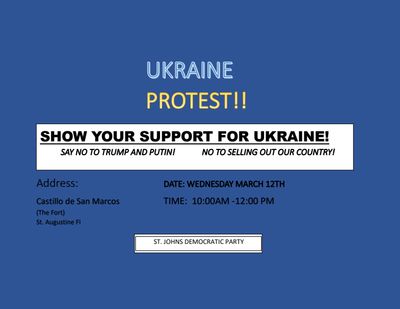 UKRAINE
PROTEST!!
SHOW YOUR SUPPORT FOR UKRAINE!
SAY NO TO TRUMP AND PUTIN! NO TO SELLING OUT OUR COUNTRY!
Address: DATE: WEDNESDAY MARCH 12TH
Castillo de San Marcos TIME: 10:00AM -12:00 PM
(The Fort)
St. Augustine Fl
ST. JOHNS DEMOCRATIC PARTY